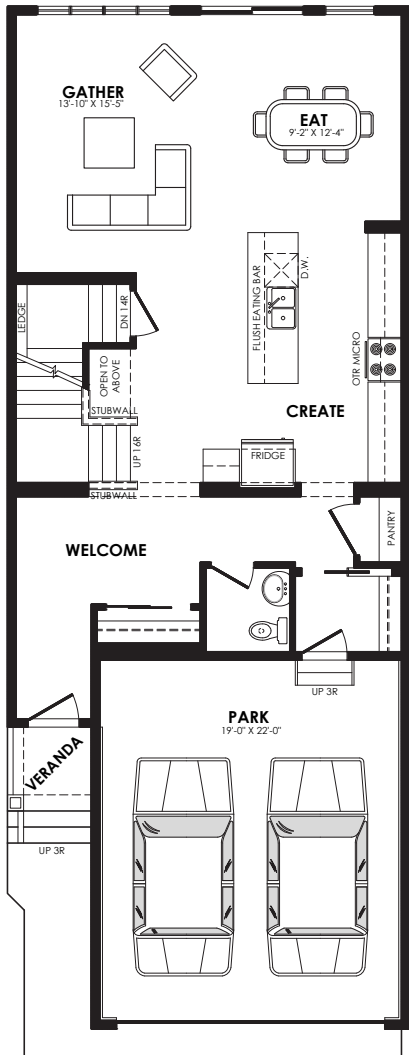 GATHER
13'-10" X 15'-5"
EAT
9'-2" X 12'-4"
D.W.
FLUSH EATING BAR
LEDGE
DN 14R
OPEN TO
ABOVE
OTR MICRO
STUBWALL
CREATE
UP 16R
FRIDGE
STUBWALL
PANTRY
WELCOME
UP 3R
PARK
19'-0" X 22'-0"
VERANDA
UP 3R